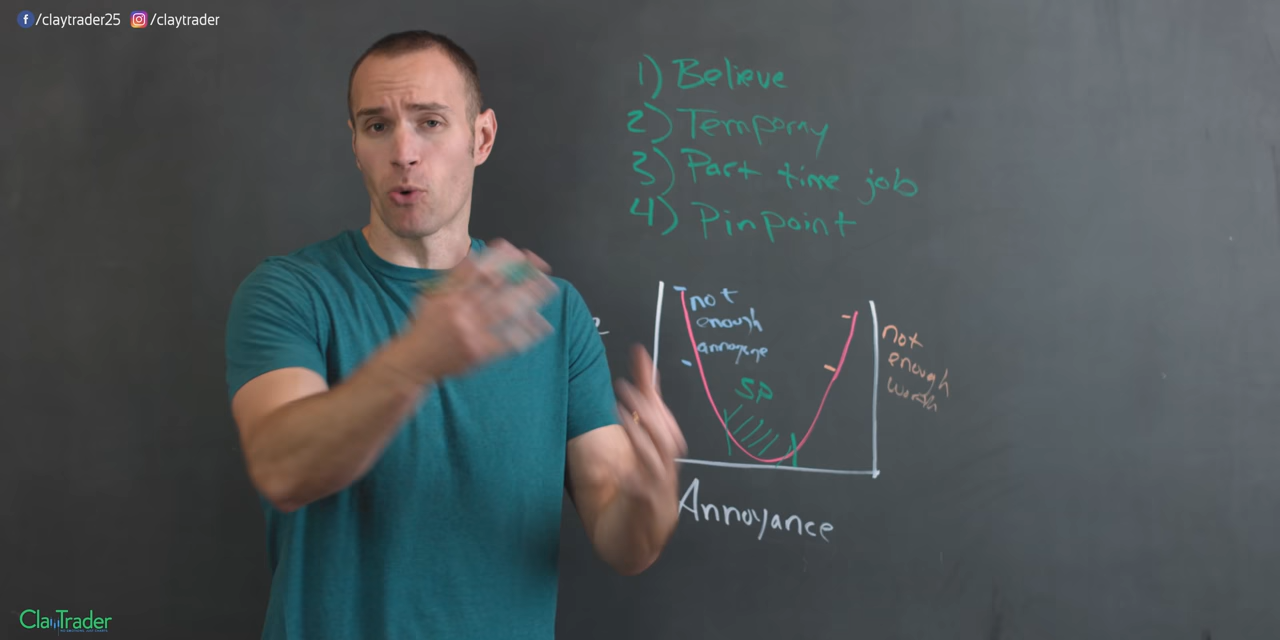 /claytrader25 /claytrader
1) Believe
2) Temporay
3) Part time job
4) Pinpoint
not
enough
annoyance
SP
not
enough
worth
Annoyance
ClayTrader